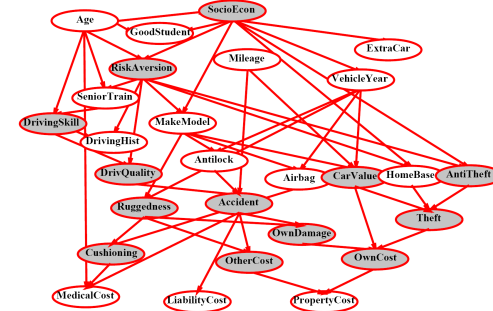 SocioEcon
Age
GoodStudent
ExtraCar
Mileage
RiskAversion
VehicleYear
SeniorTrain
DrivingSkill
MakeModel
DrivingHist
Antilock
DrivQuality
Airbag
CarValue
HomeBase
AntiTheft
Ruggedness
Accident
Theft
OwnDamage
Cushioning
OtherCost
OwnCost
MedicalCost
LiabilityCost
PropertyCost